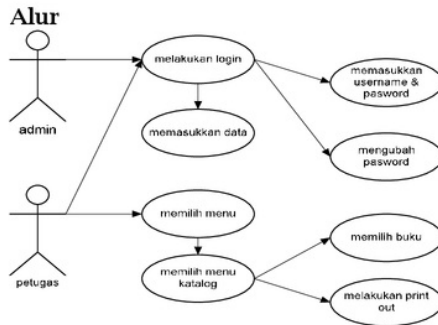 Alur
melakukan login
memasukkan
username &
pasword
admin
memasukkan data
mengubah
pasword
memilih menu
memilih buku
petugas
memilih menu
katalog
melakukan print
out